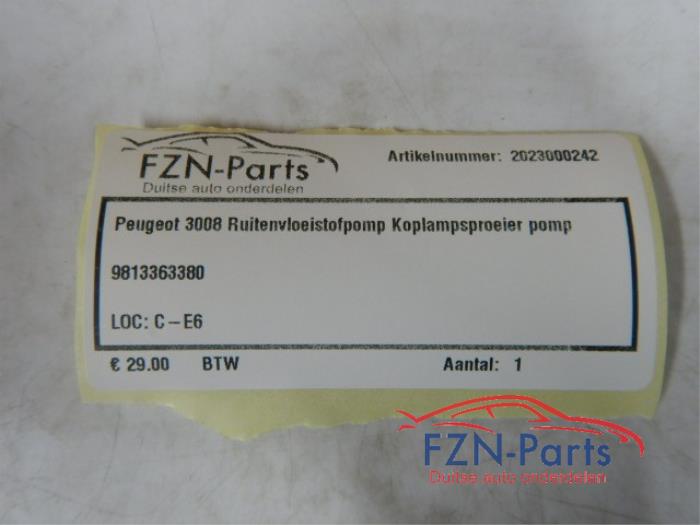 FZN-Parts
Duitse auto onderdelen
Artikelnummer: 2023000242
Peugeot 3008 Ruitenvloeistofpomp Koplampsproeier pomp
9813363380
LOC: C-E6
€ 29.00 BTW Aantal: 1
FZN-Parts
Duitse auto onderdelen